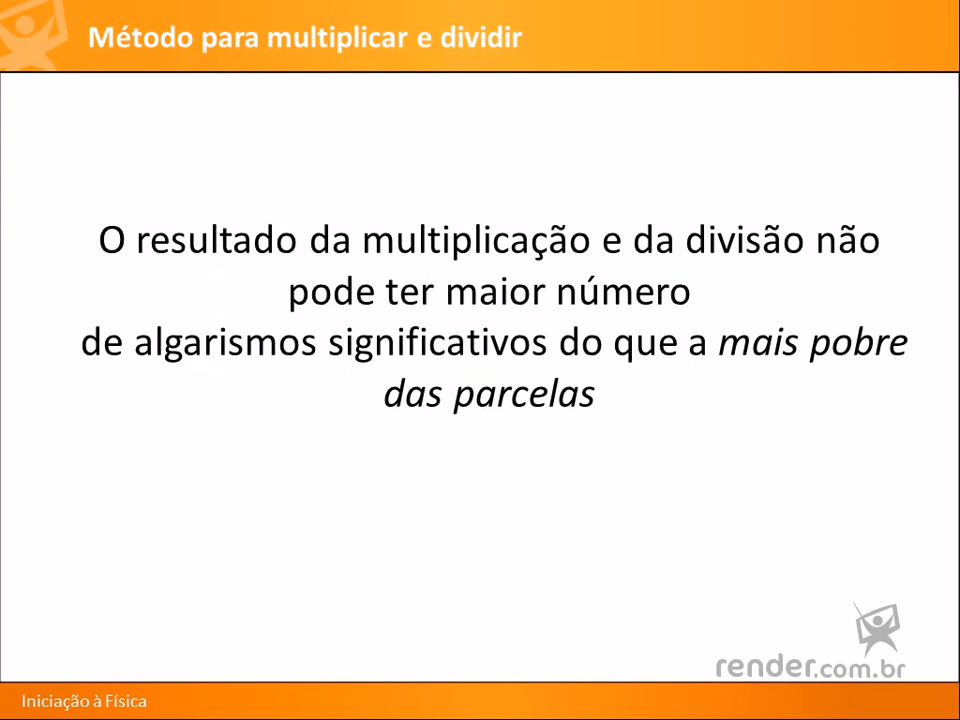 Método para multiplicar e dividir
O resultado da multiplicação e da divisão não
pode ter maior número
de algarismos significativos do que a mais pobre
das parcelas
render.com.br
Iniciação à Física